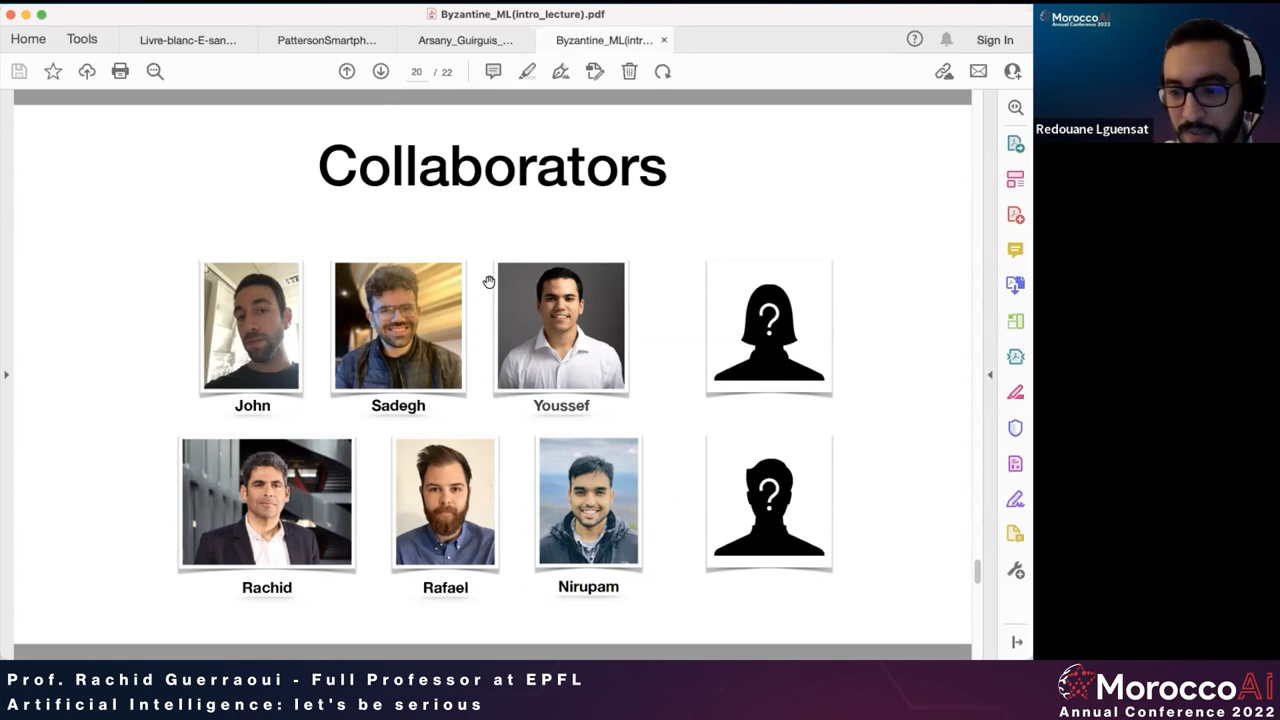 Byzantine_ML(intro_lecture).pdf
Home Tools Livre-blanc-E-san... PattersonSmartph... Arsany_Guirguis_... Byzantine_ML(intr... × Sign In
20 / 22
MoroccoAi
Annual Conference 2022
Redouane Lguensat
Collaborators
John Sadegh Youssef
Rachid Rafael Nirupam
Prof. Rachid Guerraoui - Full Professor at EPFL
Artificial Intelligence: let's be serious
MoroccoAi
Annual Conference 2022